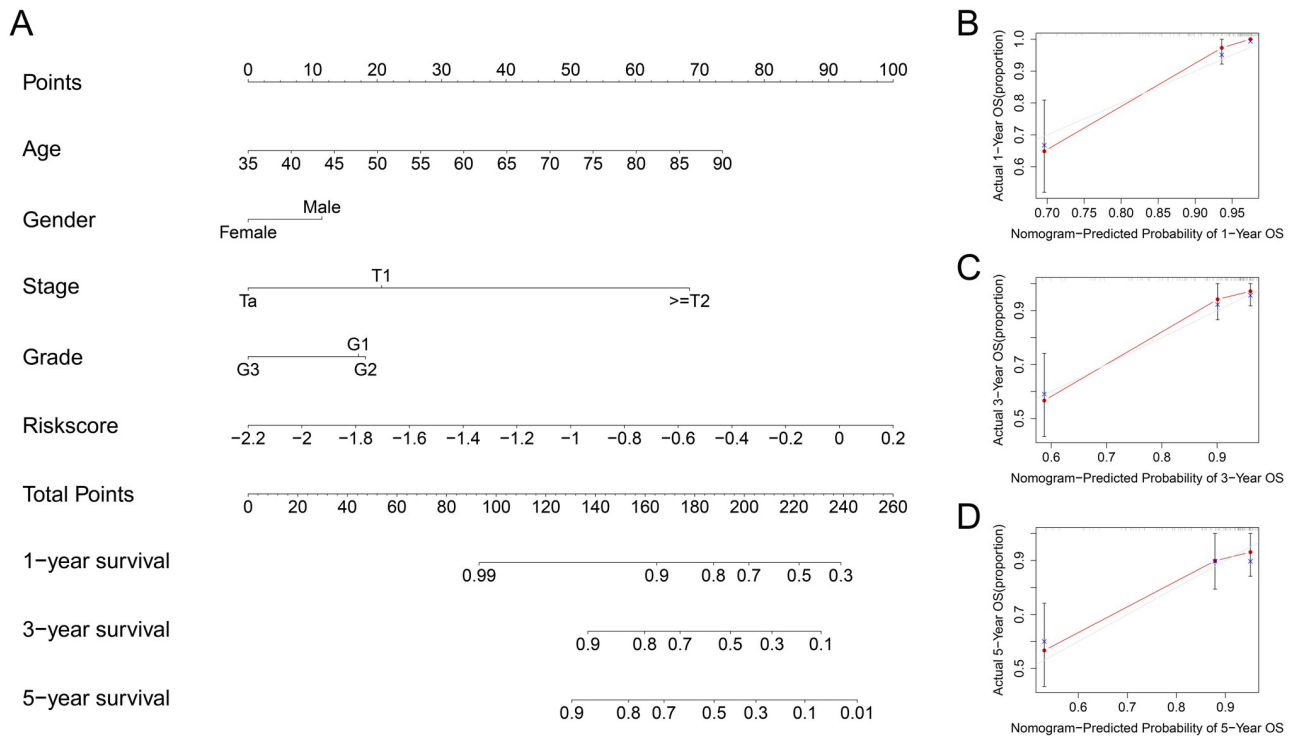 A
Points
0 10 20 30 40 50 60 70 80 90 100
Age
35 40 45 50 55 60 65 70 75 80 85 90
Gender
Male
Female
Stage
T1
Ta >=T2
Grade
G1
G3 G2
Riskscore
−2.2 −2 −1.8 −1.6 −1.4 −1.2 −1 −0.8 −0.6 −0.4 −0.2 0 0.2
Total Points
0 20 40 60 80 100 120 140 160 180 200 220 240 260
1−year survival
0.99 0.9 0.8 0.7 0.5 0.3
3−year survival
0.9 0.8 0.7 0.5 0.3 0.1
5−year survival
0.9 0.8 0.7 0.5 0.3 0.1 0.01
B
Actual 1−Year OS(proportion)
0.6 0.7 0.8 0.9 1.0
0.70 0.75 0.80 0.85 0.90 0.95
Nomogram−Predicted Probability of 1−Year OS
C
Actual 3−Year OS(proportion)
0.5 0.7 0.9
0.6 0.7 0.8 0.9
Nomogram−Predicted Probability of 3−Year OS
D
Actual 5−Year OS(proportion)
0.5 0.7 0.9
0.6 0.7 0.8 0.9
Nomogram−Predicted Probability of 5−Year OS